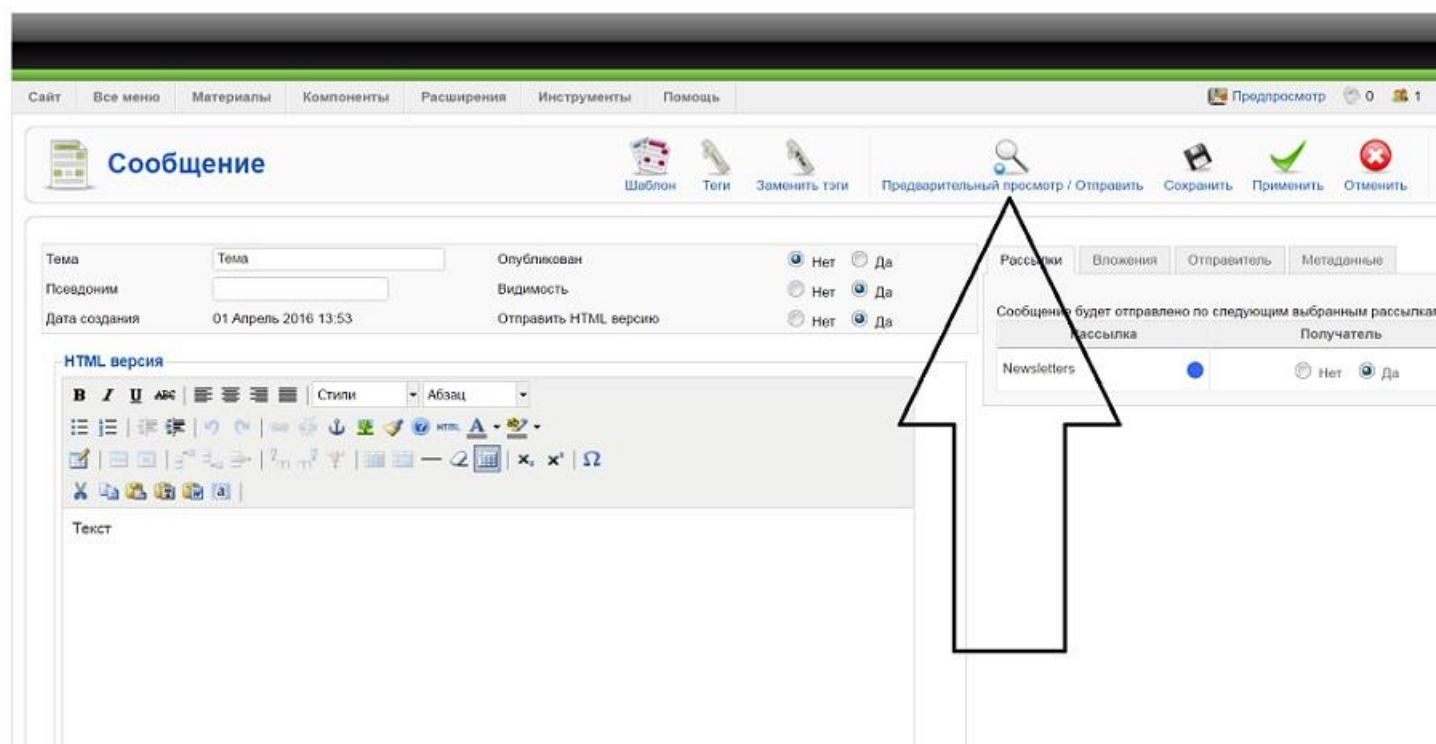 Сайт Все меню Материалы Компоненты Расширения Инструменты Помощь Предпросмотр 0 1
Сообщение
Шаблон Теги Заменить тэги Предварительный просмотр / Отправить Сохранить Применить Отменить
Тема Тема Опубликован Нет Да
Псевдоним Видимость Нет Да
Дата создания 01 Апрель 2016 13:53 Отправить HTML версию Нет Да
Рассылки Вложения Отправитель Метаданные
Сообщение будет отправлено по следующим выбранным рассылкам
Рассылка Получатель
Newsletters Нет Да
HTML версия
B I U ABC Стили Абзац
HTML A
x x Ω
Текст